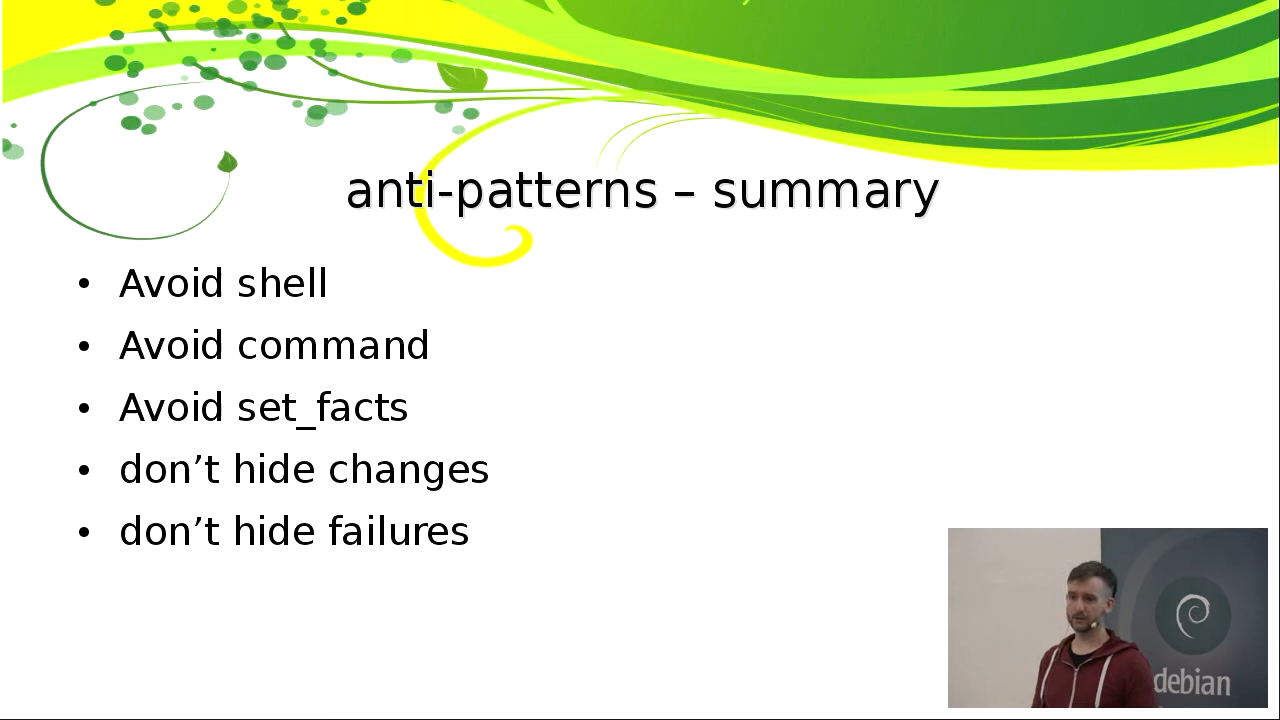 anti-patterns – summary
• Avoid shell
• Avoid command
• Avoid set_facts
• don’t hide changes
• don’t hide failures
debian